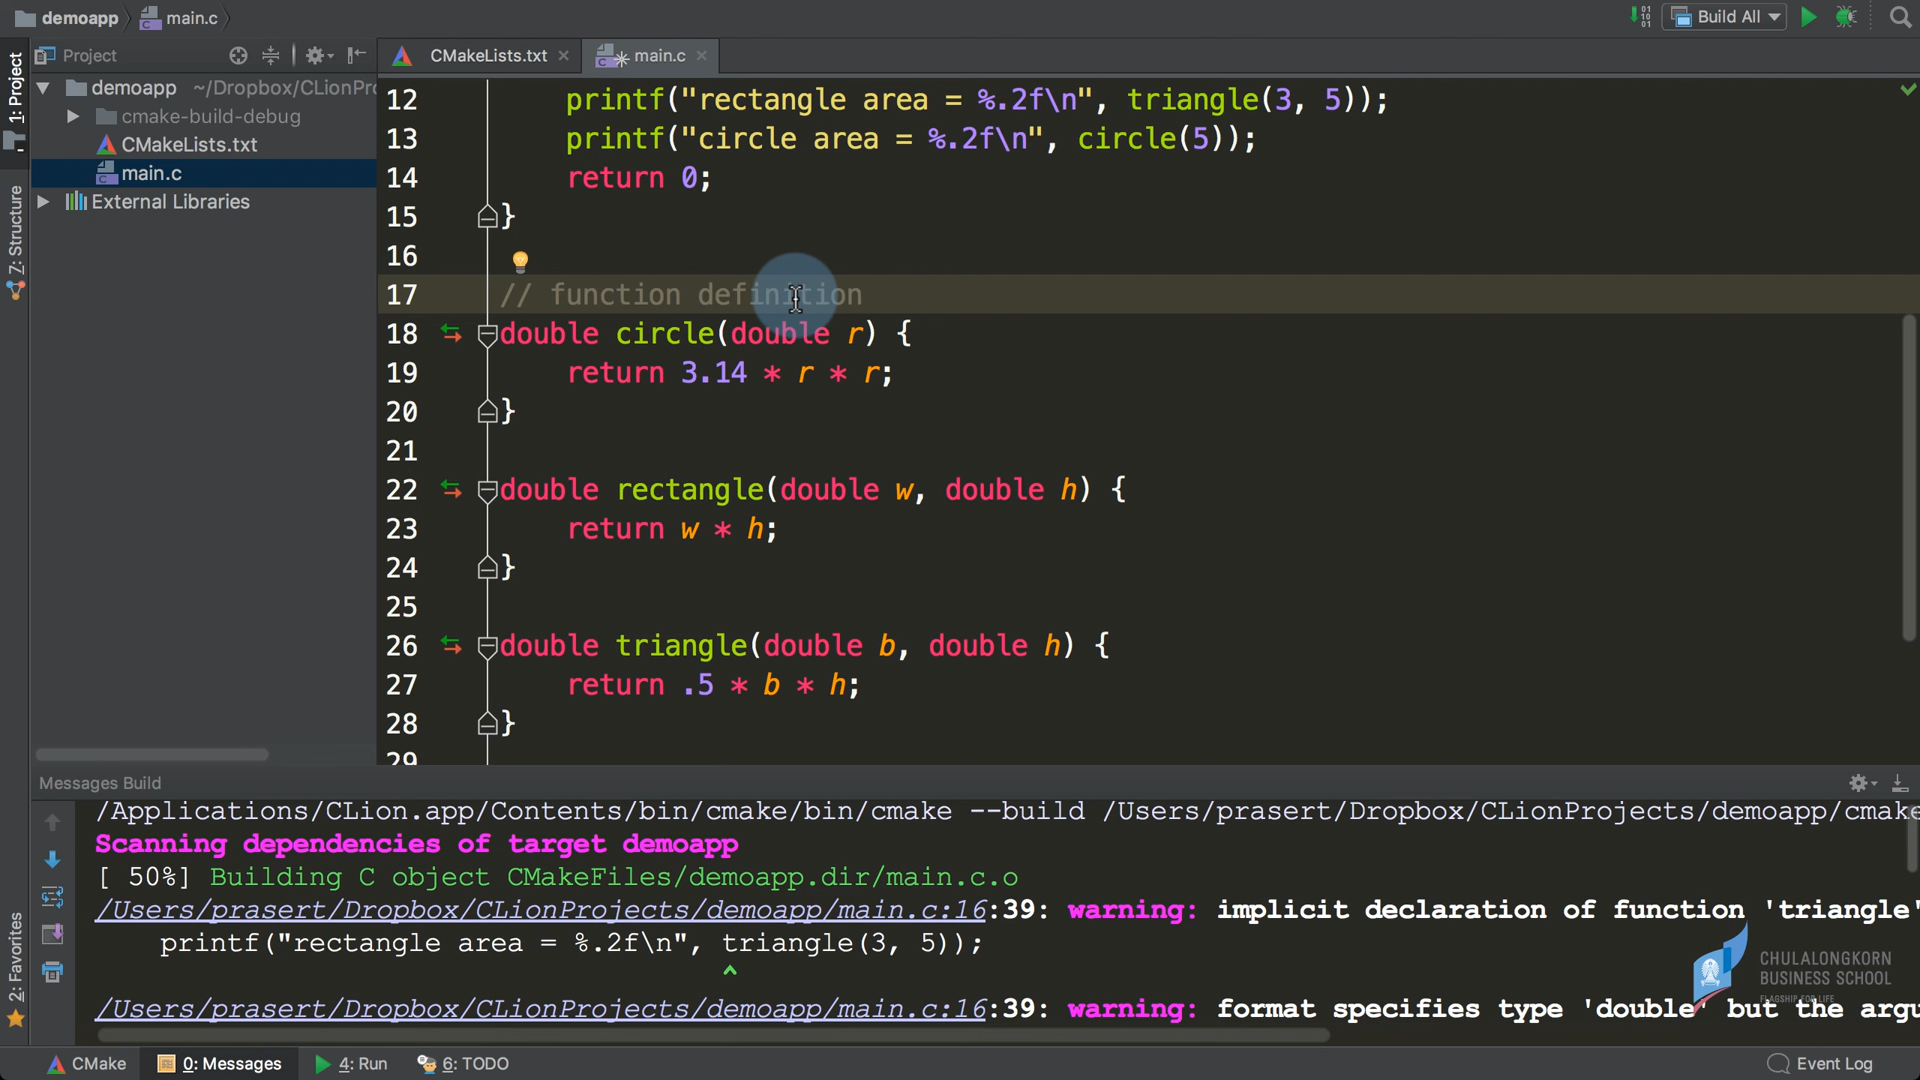 demoapp main.c Build All
Project
CMakeLists.txt main.c
1: Project
demoapp ~/Dropbox/CLionPr
cmake-build-debug
CMakeLists.txt
main.c
External Libraries
Z: Structure
2: Favorites
12 printf("rectangle area = %.2f\n", triangle(3, 5));
13 printf("circle area = %.2f\n", circle(5));
14 return 0;
15 }
16
17 // function definition
18 double circle(double r) {
19 return 3.14 * r * r;
20 }
21
22 double rectangle(double w, double h) {
23 return w * h;
24 }
25
26 double triangle(double b, double h) {
27 return .5 * b * h;
28 }
29
Messages Build
/Applications/CLion.app/Contents/bin/cmake/bin/cmake --build /Users/prasert/Dropbox/CLionProjects/demoapp/cmake
Scanning dependencies of target demoapp
[ 50%] Building C object CMakeFiles/demoapp.dir/main.c.o
/Users/prasert/Dropbox/CLionProjects/demoapp/main.c:16:39: warning: implicit declaration of function 'triangle'
printf("rectangle area = %.2f\n", triangle(3, 5));
^
/Users/prasert/Dropbox/CLionProjects/demoapp/main.c:16:39: warning: format specifies type 'double' but the argu
CHULALONGKORN
BUSINESS SCHOOL
FLAGSHIP FOR LIFE
CMake 0: Messages 4: Run 6: TODO Event Log